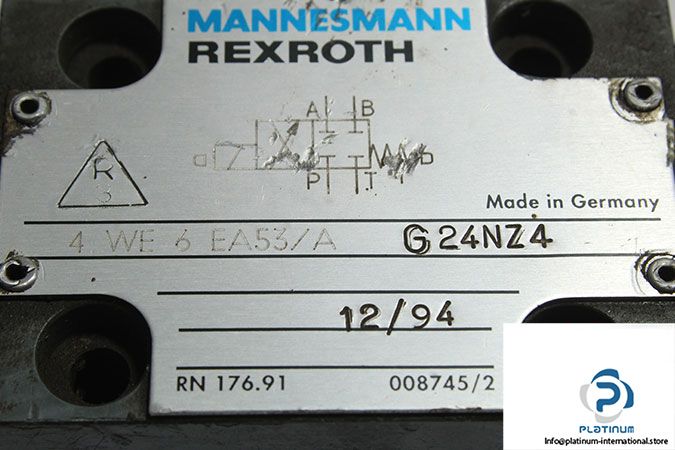 MANNESMANN
REXROTH
A B
a b
P T
R
3
Made in Germany
4 WE 6 EA53/A G24NZ4
12/94
RN 176.91 008745/2
PLATINUM
Info@platinum-international.store